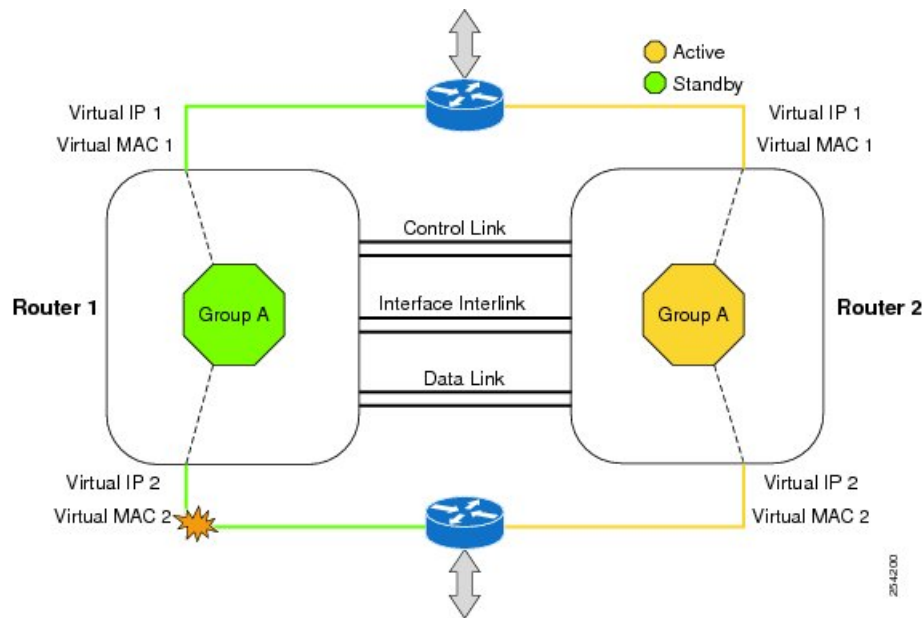 Active
Standby
Virtual IP 1
Virtual MAC 1
Virtual IP 1
Virtual MAC 1
Control Link
Router 1
Group A
Interface Interlink
Group A
Router 2
Data Link
Virtual IP 2
Virtual MAC 2
Virtual IP 2
Virtual MAC 2
254200